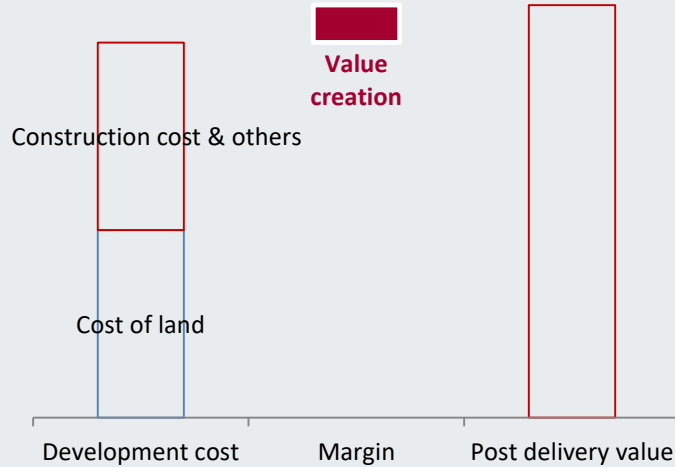 Value
creation
Construction cost & others
Cost of land
Development cost
Margin
Post delivery value